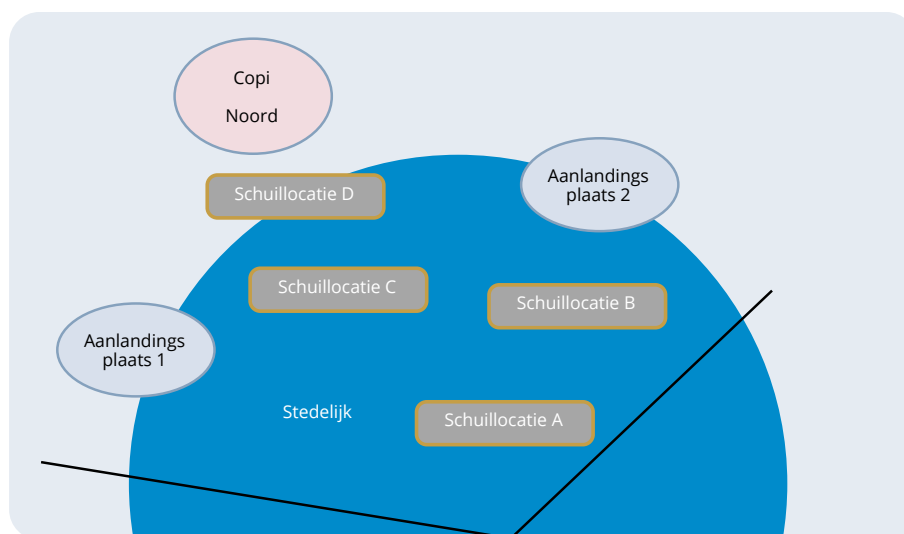 Copi
Noord
Aanlandings
plaats 2
Schuillocatie D
Schuillocatie C
Schuillocatie B
Aanlandings
plaats 1
Stedelijk
Schuillocatie A